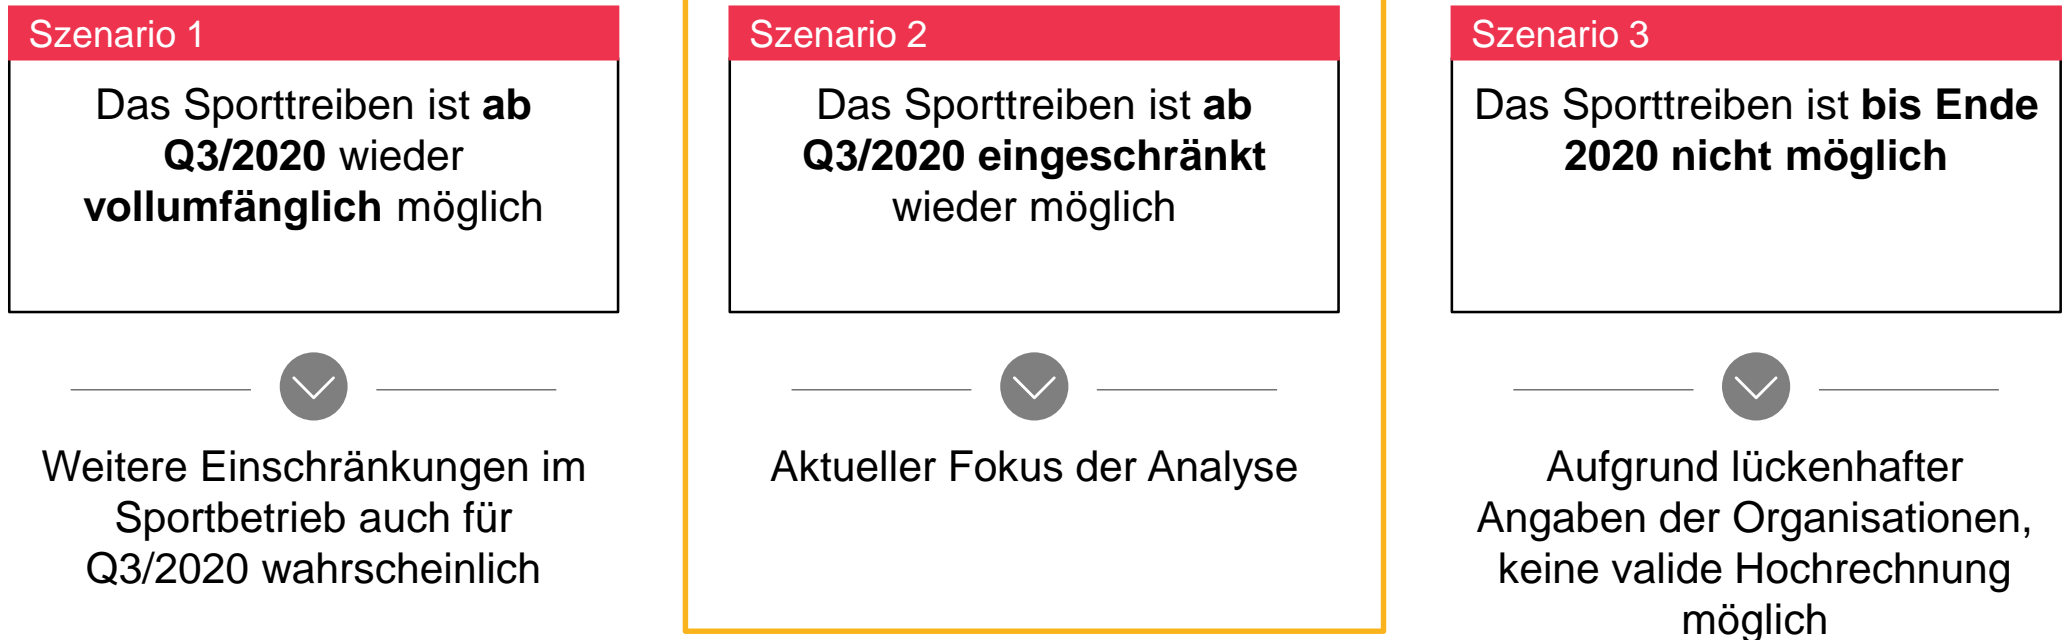 Szenario 1
Das Sporttreiben ist ab
Q3/2020 wieder
vollumfänglich möglich
Weitere Einschränkungen im
Sportbetrieb auch für
Q3/2020 wahrscheinlich
Szenario 2
Das Sporttreiben ist ab
Q3/2020 eingeschränkt
wieder möglich
Aktueller Fokus der Analyse
Szenario 3
Das Sporttreiben ist bis Ende
2020 nicht möglich
Aufgrund lückenhafter
Angaben der Organisationen,
keine valide Hochrechnung
möglich